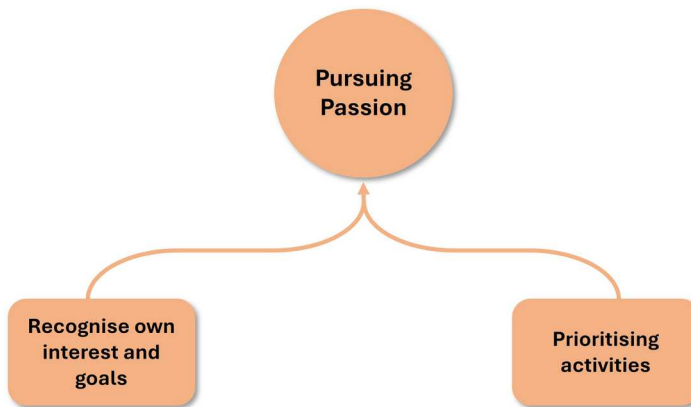 Pursuing
Passion
Recognise own
interest and
goals
Prioritising
activities